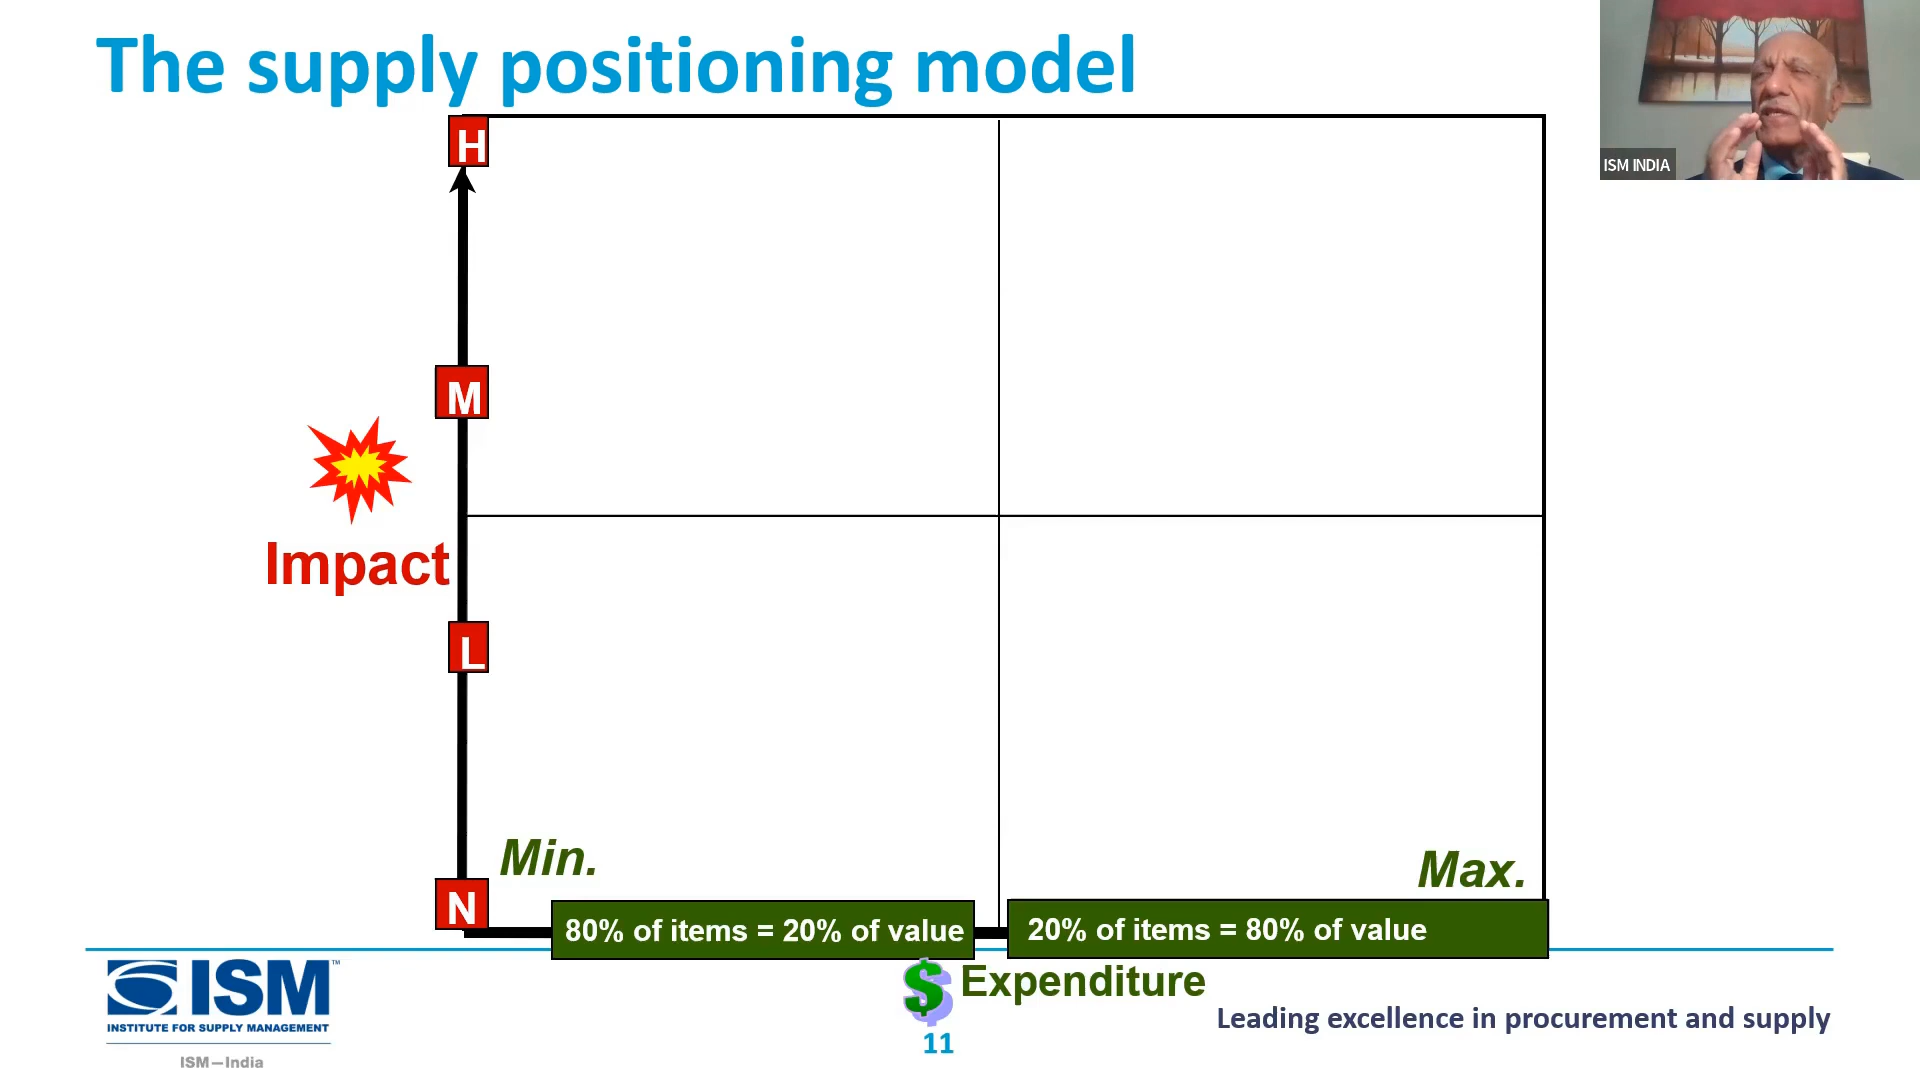 The supply positioning model
ISM INDIA
H
M
Impact
L
Min.
Max.
N
80% of items = 20% of value
20% of items = 80% of value
$ Expenditure
ISM™
INSTITUTE FOR SUPPLY MANAGEMENT
ISM—India
11
Leading excellence in procurement and supply